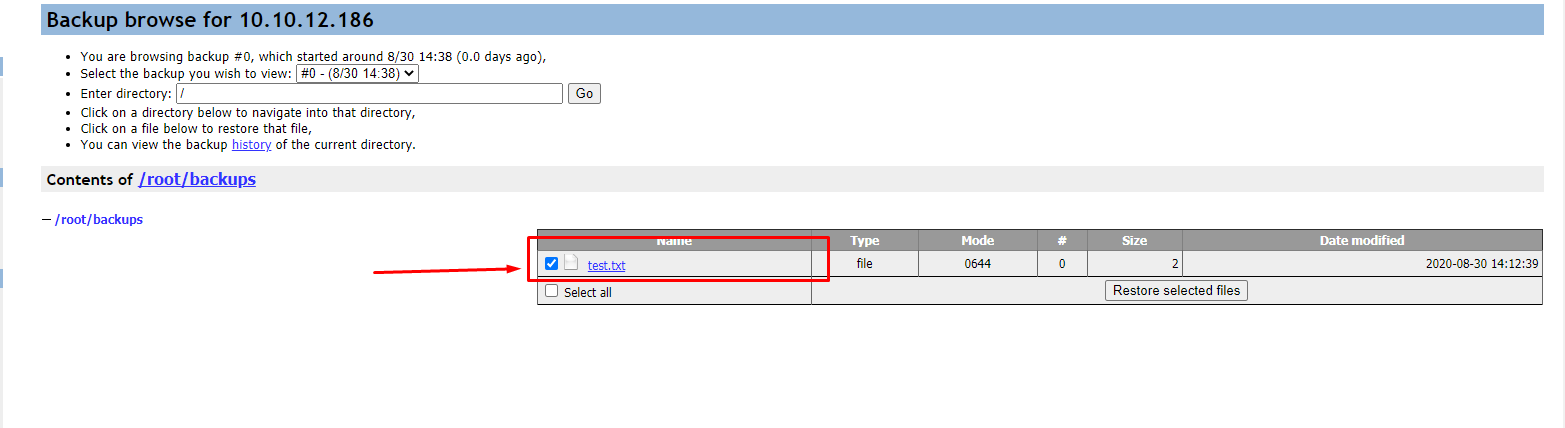 Backup browse for 10.10.12.186
You are browsing backup #0, which started around 8/30 14:38 (0.0 days ago),
Select the backup you wish to view: #0 - (8/30 14:38)
Enter directory: / Go
Click on a directory below to navigate into that directory,
Click on a file below to restore that file,
You can view the backup history of the current directory.
Contents of /root/backups
/root/backups
Name Type Mode # Size Date modified
test.txt file 0644 0 2 2020-08-30 14:12:39
Select all Restore selected files